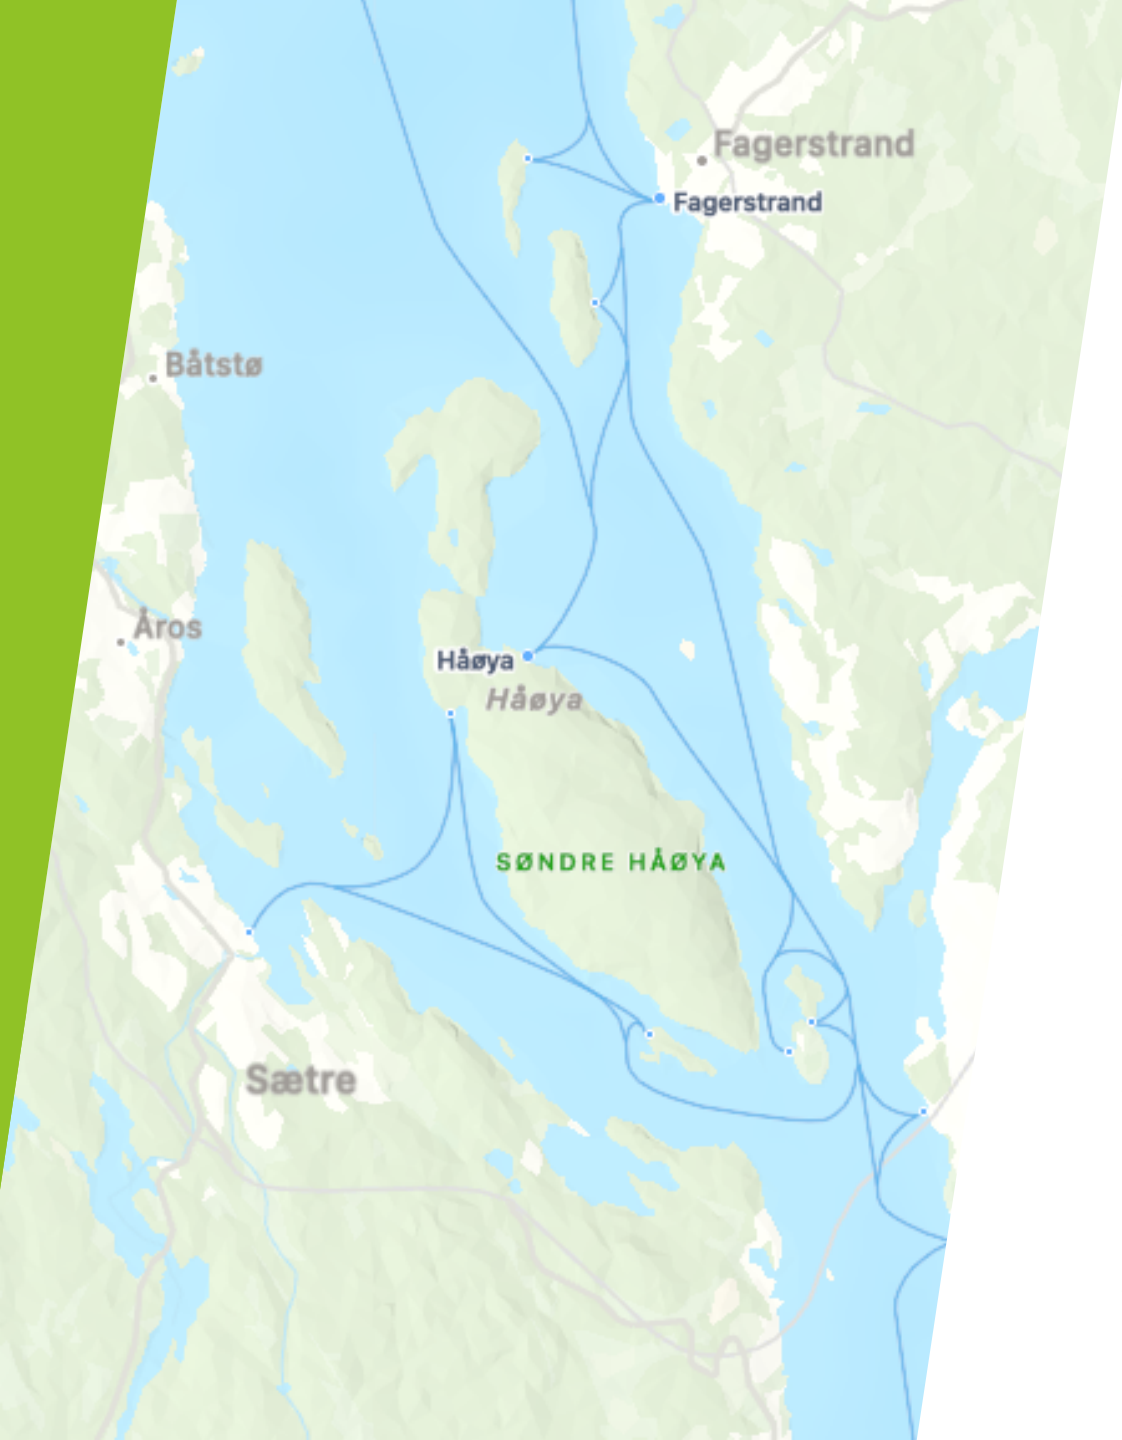 Fagerstrand
Fagerstrand
Båtstø
Åros
Håøya
Håøya
SØNDRE HÅØYA
Sætre